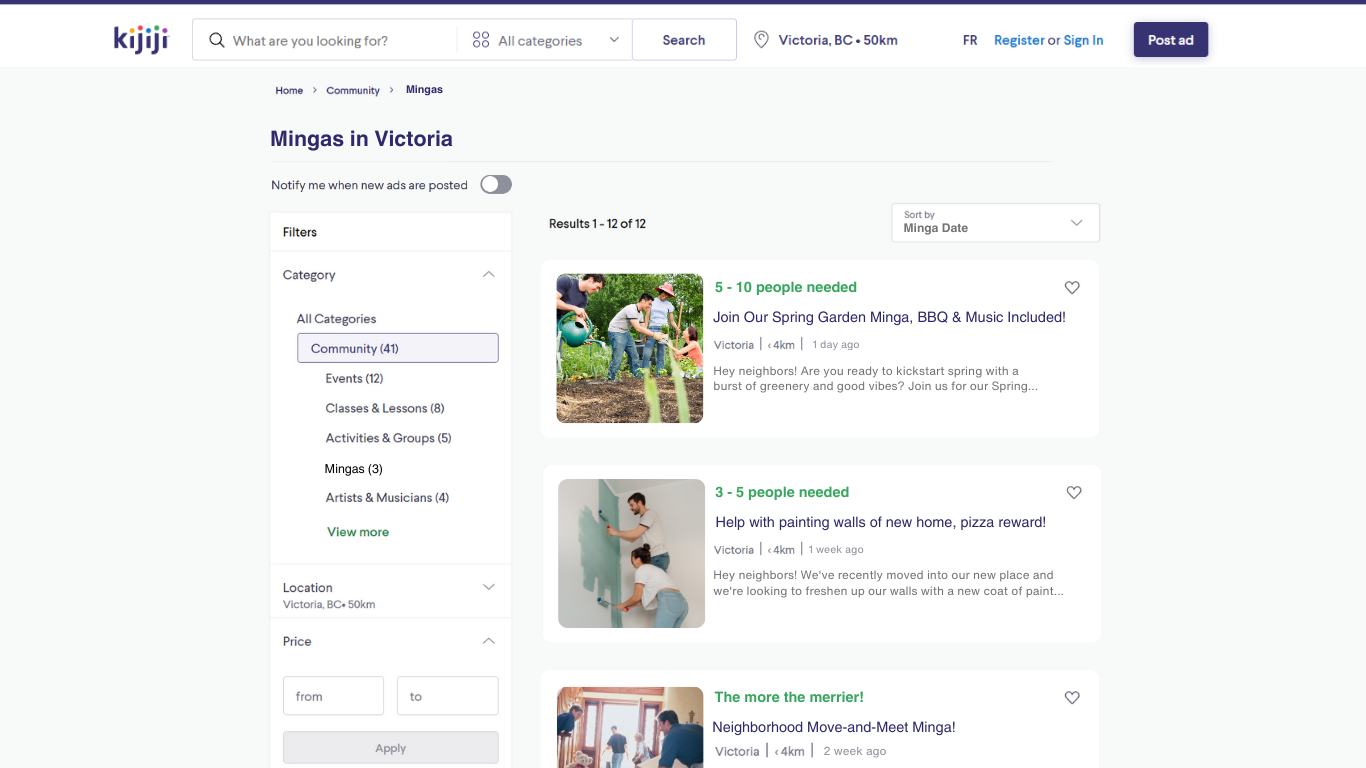 kijiji
What are you looking for?
All categories
Search
Victoria, BC • 50km
FR
Register or Sign In
Post ad
Home > Community > Mingas
Mingas in Victoria
Notify me when new ads are posted
Filters
Category
All Categories
Community (41)
Events (12)
Classes & Lessons (8)
Activities & Groups (5)
Mingas (3)
Artists & Musicians (4)
View more
Location
Victoria, BC• 50km
Price
from
to
Apply
Results 1 - 12 of 12
Sort by
Minga Date
5 - 10 people needed
Join Our Spring Garden Minga, BBQ & Music Included!
Victoria | < 4km | 1 day ago
Hey neighbors! Are you ready to kickstart spring with a
burst of greenery and good vibes? Join us for our Spring...
3 - 5 people needed
Help with painting walls of new home, pizza reward!
Victoria | < 4km | 1 week ago
Hey neighbors! We've recently moved into our new place and
we're looking to freshen up our walls with a new coat of paint...
The more the merrier!
Neighborhood Move-and-Meet Minga!
Victoria | < 4km | 2 week ago